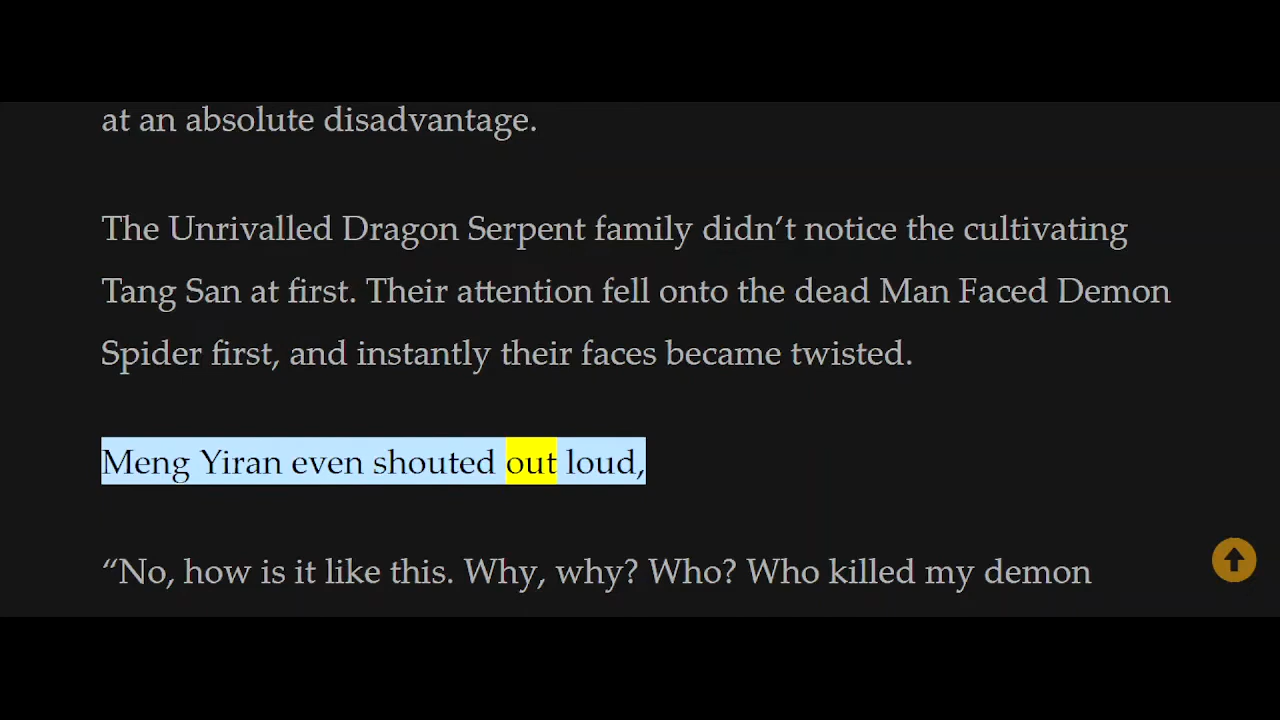 at an absolute disadvantage.
The Unrivalled Dragon Serpent family didn’t notice the cultivating
Tang San at first. Their attention fell onto the dead Man Faced Demon
Spider first, and instantly their faces became twisted.
Meng Yiran even shouted out loud,
“No, how is it like this. Why, why? Who? Who killed my demon